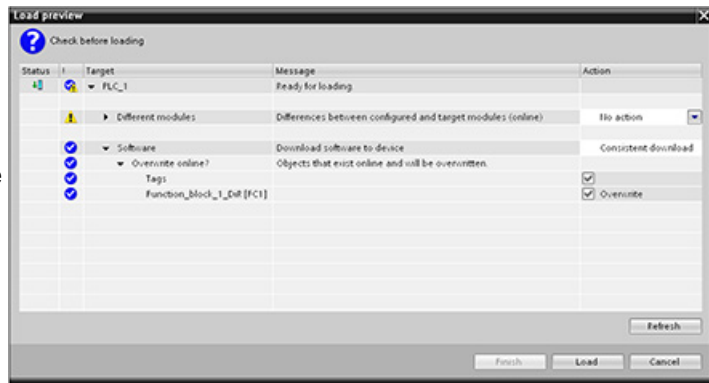 Load preview
Check before loading
Status ! Target Message Action
PLC_1 Ready for loading
Different modules Differences between configured and target modules (online) No action
Software Download software to device Consistent download
Overwrite online? Objects that exist online and will be overwritten.
Tags
Function_block_1_DiR [FC1] Overwrite
Refresh
Finish Load Cancel